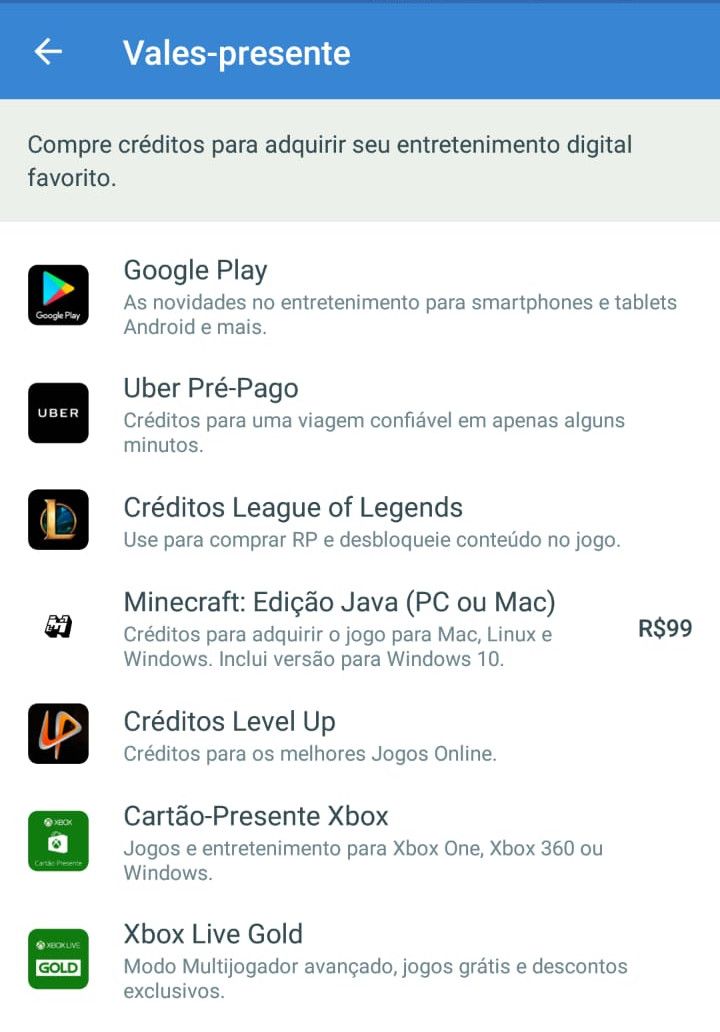 Vales-presente
Compre créditos para adquirir seu entretenimento digital
favorito.
Google Play
Google Play
As novidades no entretenimento para smartphones e tablets
Android e mais.
UBER
Uber Pré-Pago
Créditos para uma viagem confiável em apenas alguns
minutos.
L
Créditos League of Legends
Use para comprar RP e desbloqueie conteúdo no jogo.
Minecraft: Edição Java (PC ou Mac)
Créditos para adquirir o jogo para Mac, Linux e
Windows. Inclui versão para Windows 10.
R$99
UP
Créditos Level Up
Créditos para os melhores Jogos Online.
XBOX
Cartão Presente
Cartão-Presente Xbox
Jogos e entretenimento para Xbox One, Xbox 360 ou
Windows.
XBOX LIVE
GOLD
Xbox Live Gold
Modo Multijogador avançado, jogos grátis e descontos
exclusivos.